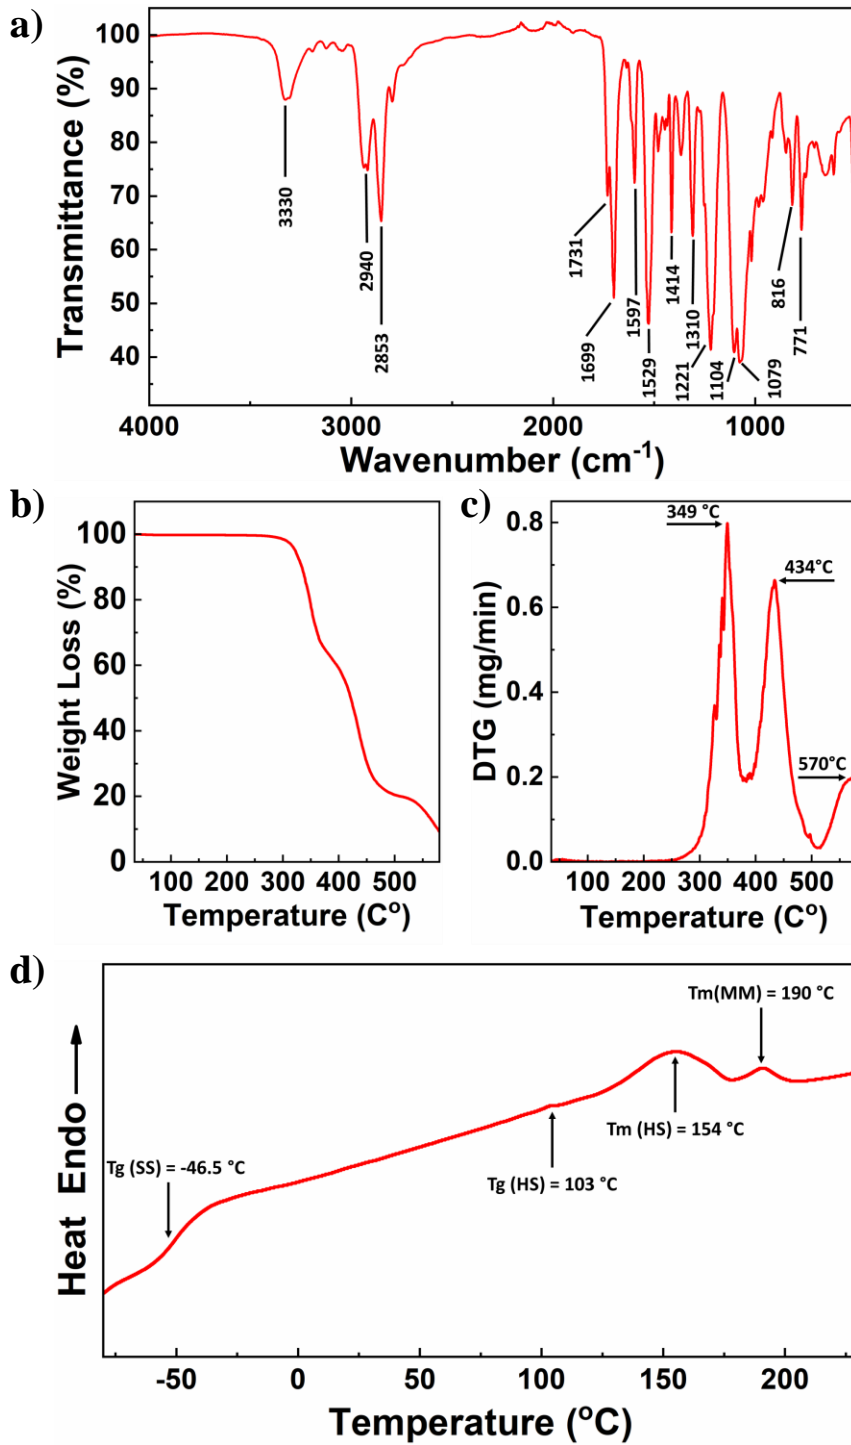 a)
Transmittance (%)
100
90
80
70
60
50
40
3330
2940
2853
1731
1699
1597
1529
1414
1310
1221
1104
1079
816
771
4000
3000
2000
1000
Wavenumber (cm⁻¹)
b)
Weight Loss (%)
100
80
60
40
20
0
100 200 300 400 500
Temperature (Cº)
c)
DTG (mg/min)
0.8
0.6
0.4
0.2
0.0
349 °C
434°C
570°C
100 200 300 400 500
Temperature (Cº)
d)
Heat Endo
Tm(MM) = 190 °C
Tm (HS) = 154 °C
Tg (SS) = -46.5 °C
Tg (HS) = 103 °C
-50 0 50 100 150 200
Temperature (ºC)